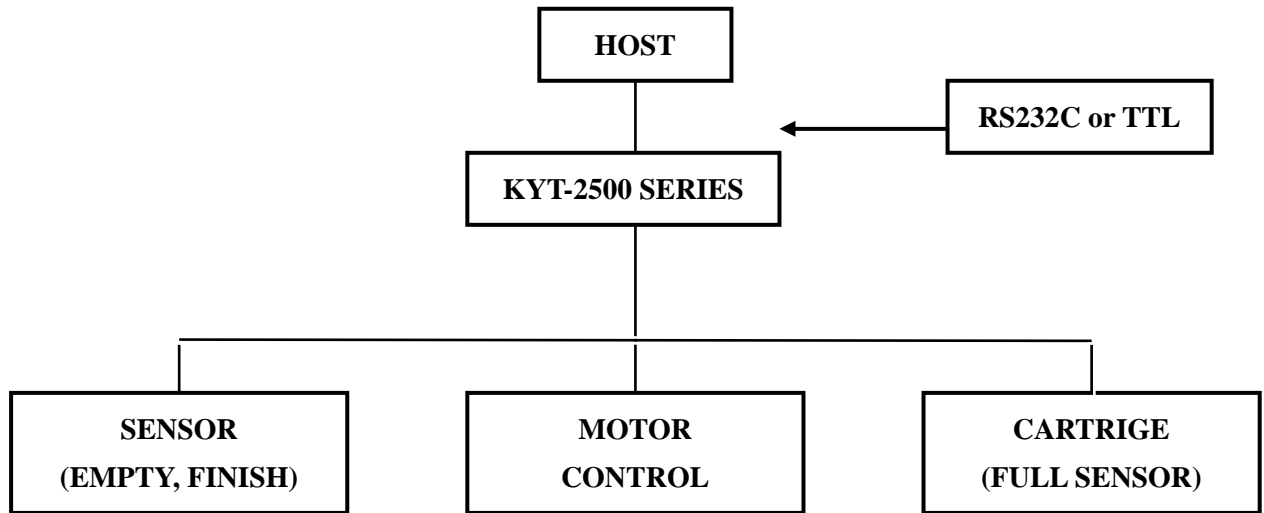 HOST
RS232C or TTL
KYT-2500 SERIES
SENSOR
(EMPTY, FINISH)
MOTOR
CONTROL
CARTRIGE
(FULL SENSOR)